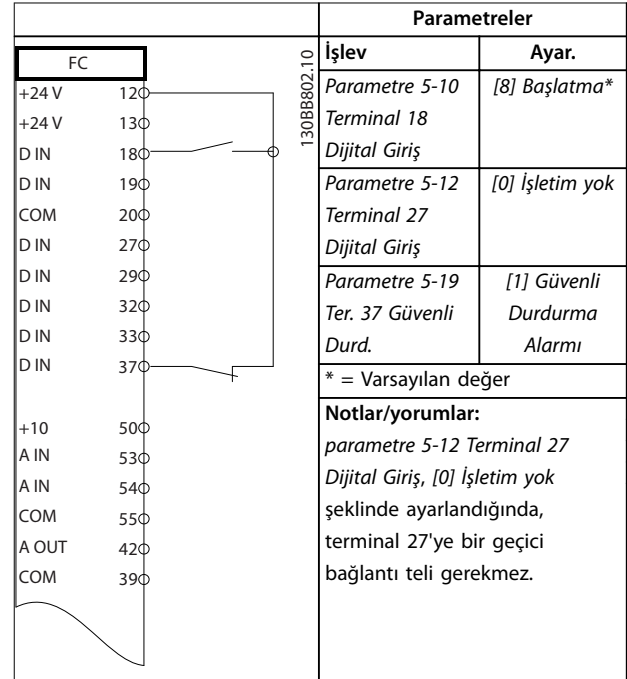 FC
+24 V 12
+24 V 13
D IN 18
D IN 19
COM 20
D IN 27
D IN 29
D IN 32
D IN 33
D IN 37
+10 50
A IN 53
A IN 54
COM 55
A OUT 42
COM 39
130BB802.10
Parametreler
İşlev Ayar.
Parametre 5-10 [8] Başlatma*
Terminal 18
Dijital Giriş
Parametre 5-12 [0] İşletim yok
Terminal 27
Dijital Giriş
Parametre 5-19 [1] Güvenli
Ter. 37 Güvenli Durdurma
Durd. Alarmı
* = Varsayılan değer
Notlar/yorumlar:
parametre 5-12 Terminal 27
Dijital Giriş, [0] İşletim yok
şeklinde ayarlandığında,
terminal 27'ye bir geçici
bağlantı teli gerekmez.